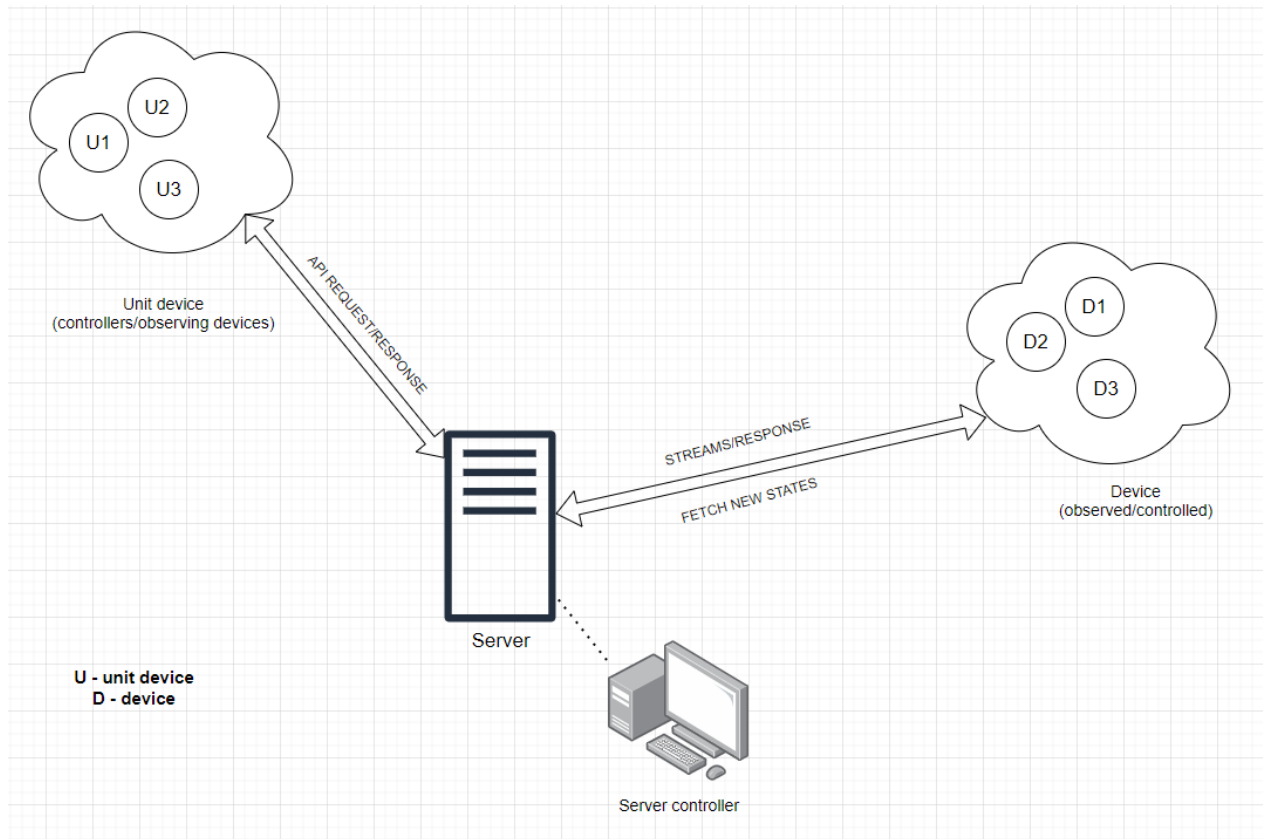 U2
U1
U3
Unit device
(controllers/observing devices)
API REQUEST/RESPONSE
D1
D2
D3
STREAMS/RESPONSE
FETCH NEW STATES
Device
(observed/controlled)
Server
U - unit device
D - device
Server controller